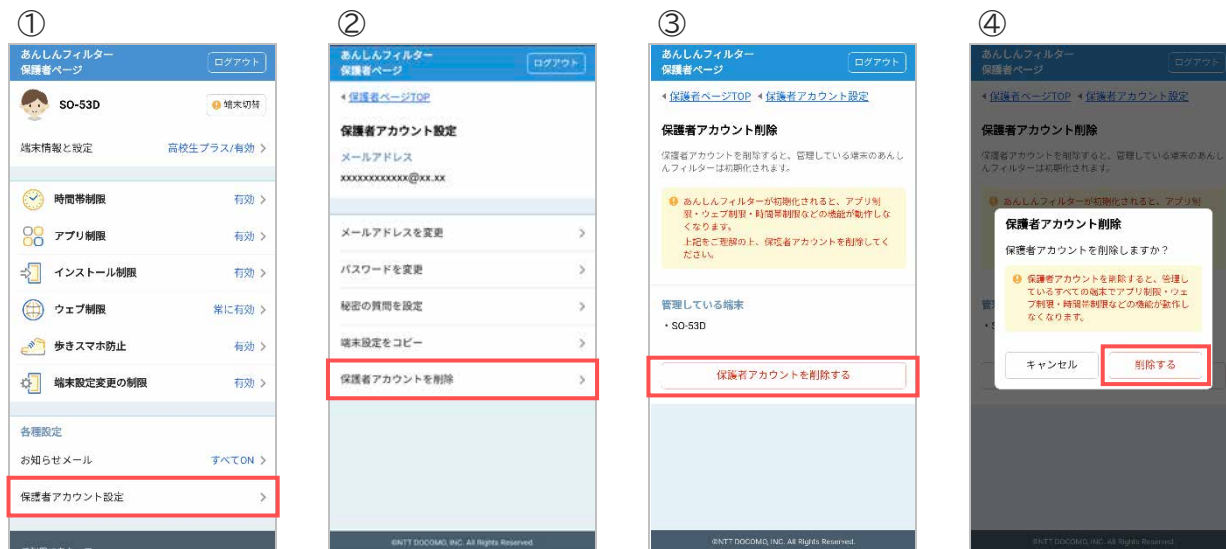 ①
あんしんフィルター
保護者ページ
ログアウト
SO-53D
端末切替
端末情報と設定
高校生プラス/有効
時間帯制限
有効
アプリ制限
有効
インストール制限
有効
ウェブ制限
常に有効
歩きスマホ防止
有効
端末設定変更の制限
有効
各種設定
お知らせメール
すべてON
保護者アカウント設定
②
あんしんフィルター
保護者ページ
ログアウト
保護者ページTOP
保護者アカウント設定
メールアドレス
xxxxxxxxxxxx@xx.xx
メールアドレスを変更
パスワードを変更
秘密の質問を設定
端末設定をコピー
保護者アカウントを削除
©NTT DOCOMO, INC. All Rights Reserved.
③
あんしんフィルター
保護者ページ
ログアウト
保護者ページTOP
保護者アカウント設定
保護者アカウント削除
保護者アカウントを削除すると、管理している端末のあんし
んフィルターは初期化されます。
あんしんフィルターが初期化されると、アプリ制
限・ウェブ制限・時間帯制限などの機能が動作しな
くなります。
上記をご理解の上、保護者アカウントを削除してく
ださい。
管理している端末
・SO-53D
保護者アカウントを削除する
©NTT DOCOMO, INC. All Rights Reserved.
④
あんしんフィルター
保護者ページ
ログアウト
保護者ページTOP
保護者アカウント設定
保護者アカウント削除
保護者アカウントを削除すると、管理している端末のあんし
んフィルターは初期化されます。
あんしんフィルターが初期化されると、アプリ制
保護者アカウント削除
保護者アカウントを削除しますか?
保護者アカウントを削除すると、管理し
ているすべての端末でアプリ制限・ウェ
ブ制限・時間帯制限などの機能が動作し
なくなります。
キャンセル
削除する
©NTT DOCOMO, INC. All Rights Reserved.